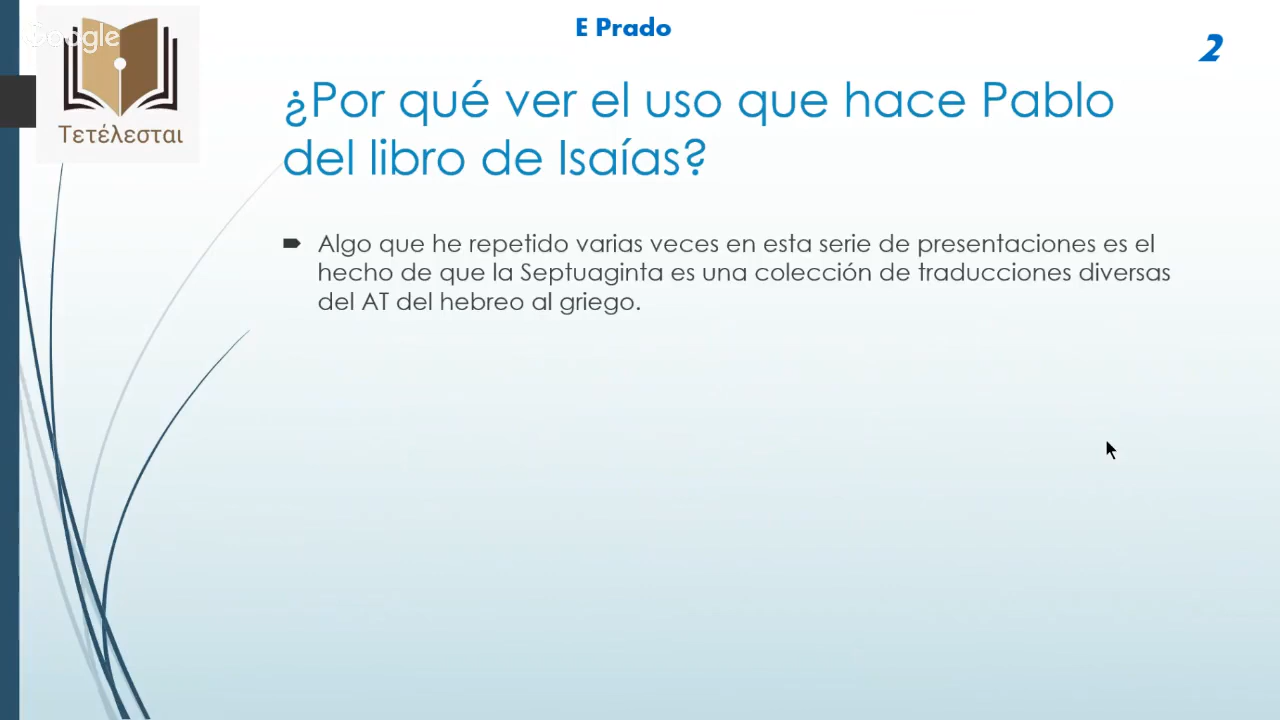 Google
E Prado
2
Τετέλεσται
¿Por qué ver el uso que hace Pablo
del libro de Isaías?
Algo que he repetido varias veces en esta serie de presentaciones es el
hecho de que la Septuaginta es una colección de traducciones diversas
del AT del hebreo al griego.